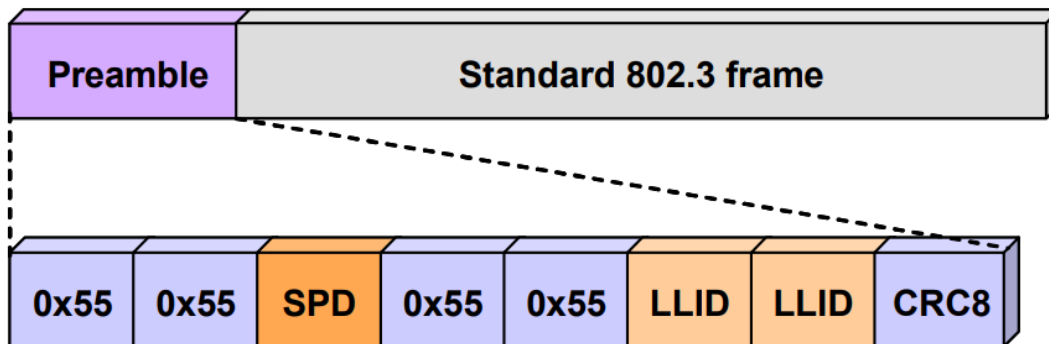 Preamble Standard 802.3 frame
0x55 0x55 SPD 0x55 0x55 LLID LLID CRC8